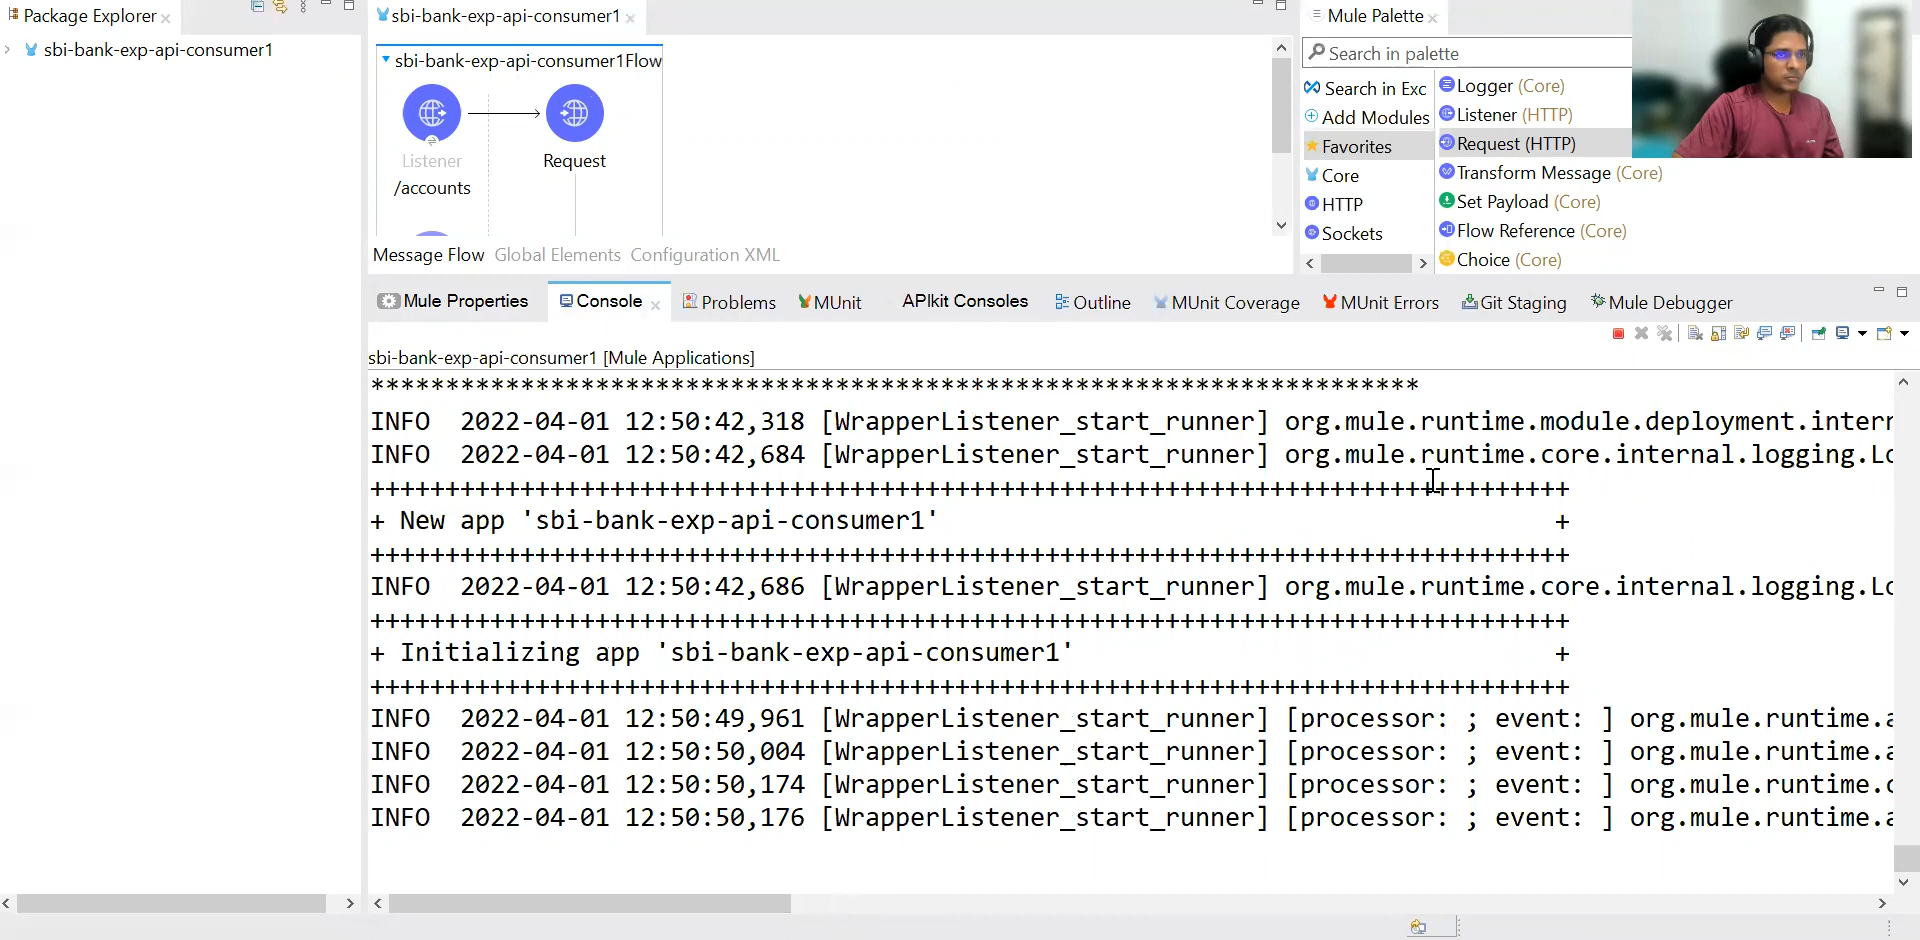 Package Explorer
sbi-bank-exp-api-consumer1
sbi-bank-exp-api-consumer1
sbi-bank-exp-api-consumer1Flow
Listener
/accounts
Request
Message Flow Global Elements Configuration XML
Mule Palette
Search in palette
Search in Exc
Add Modules
Favorites
Core
HTTP
Sockets
Logger (Core)
Listener (HTTP)
Request (HTTP)
Transform Message (Core)
Set Payload (Core)
Flow Reference (Core)
Choice (Core)
Mule Properties Console Problems MUnit APIkit Consoles Outline MUnit Coverage MUnit Errors Git Staging Mule Debugger
sbi-bank-exp-api-consumer1 [Mule Applications]
**********************************************************************
INFO 2022-04-01 12:50:42,318 [WrapperListener_start_runner] org.mule.runtime.module.deployment.intern
INFO 2022-04-01 12:50:42,684 [WrapperListener_start_runner] org.mule.runtime.core.internal.logging.Lo
++++++++++++++++++++++++++++++++++++++++++++++++++++++++++++++++++++++++++++++++
+ New app 'sbi-bank-exp-api-consumer1' +
++++++++++++++++++++++++++++++++++++++++++++++++++++++++++++++++++++++++++++++++
INFO 2022-04-01 12:50:42,686 [WrapperListener_start_runner] org.mule.runtime.core.internal.logging.Lo
++++++++++++++++++++++++++++++++++++++++++++++++++++++++++++++++++++++++++++++++
+ Initializing app 'sbi-bank-exp-api-consumer1' +
++++++++++++++++++++++++++++++++++++++++++++++++++++++++++++++++++++++++++++++++
INFO 2022-04-01 12:50:49,961 [WrapperListener_start_runner] [processor: ; event: ] org.mule.runtime.a
INFO 2022-04-01 12:50:50,004 [WrapperListener_start_runner] [processor: ; event: ] org.mule.runtime.a
INFO 2022-04-01 12:50:50,174 [WrapperListener_start_runner] [processor: ; event: ] org.mule.runtime.c
INFO 2022-04-01 12:50:50,176 [WrapperListener_start_runner] [processor: ; event: ] org.mule.runtime.a